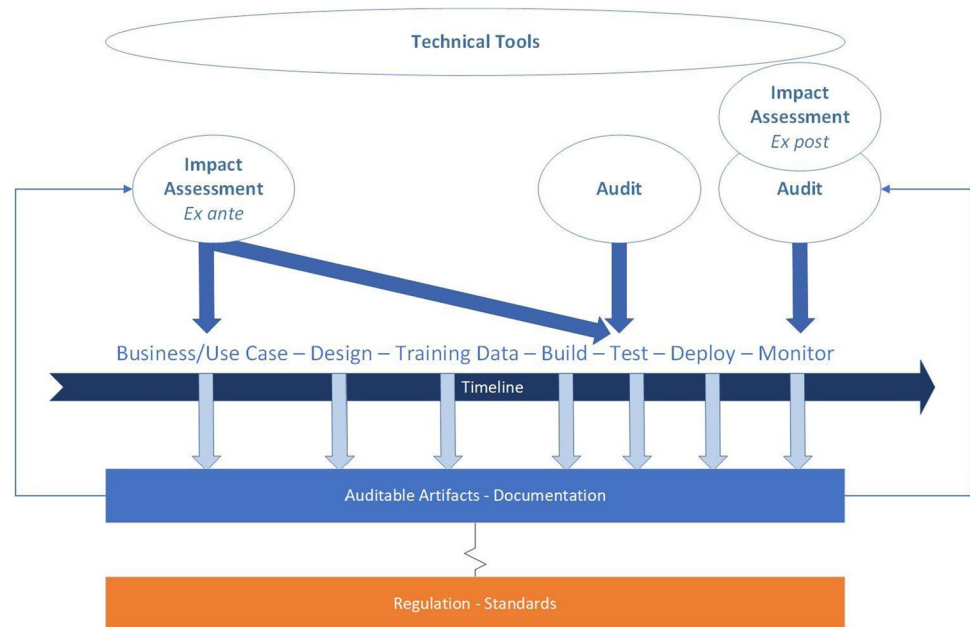 Technical Tools
Impact
Assessment
Ex post
Impact
Assessment
Ex ante
Audit
Audit
Business/Use Case – Design – Training Data – Build – Test – Deploy – Monitor
Timeline
Auditable Artifacts - Documentation
Regulation - Standards